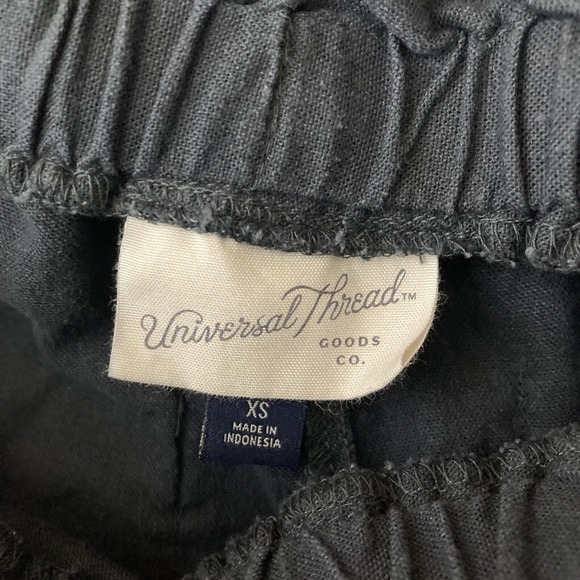 Universal Thread™
GOODS
CO.
XS
MADE IN
INDONESIA